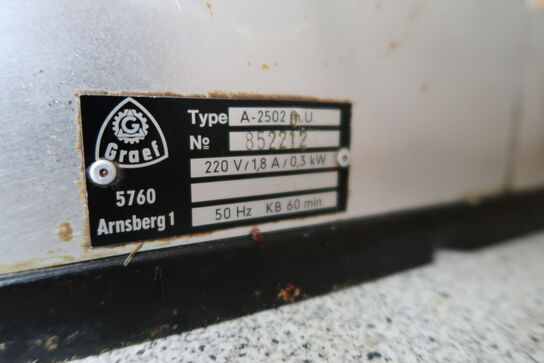 G
Graef
5760
Arnsberg 1
Type A-2502 m.U.
No 852212
220 V/1,8 A/0,3 kW
50 Hz KB 60 min